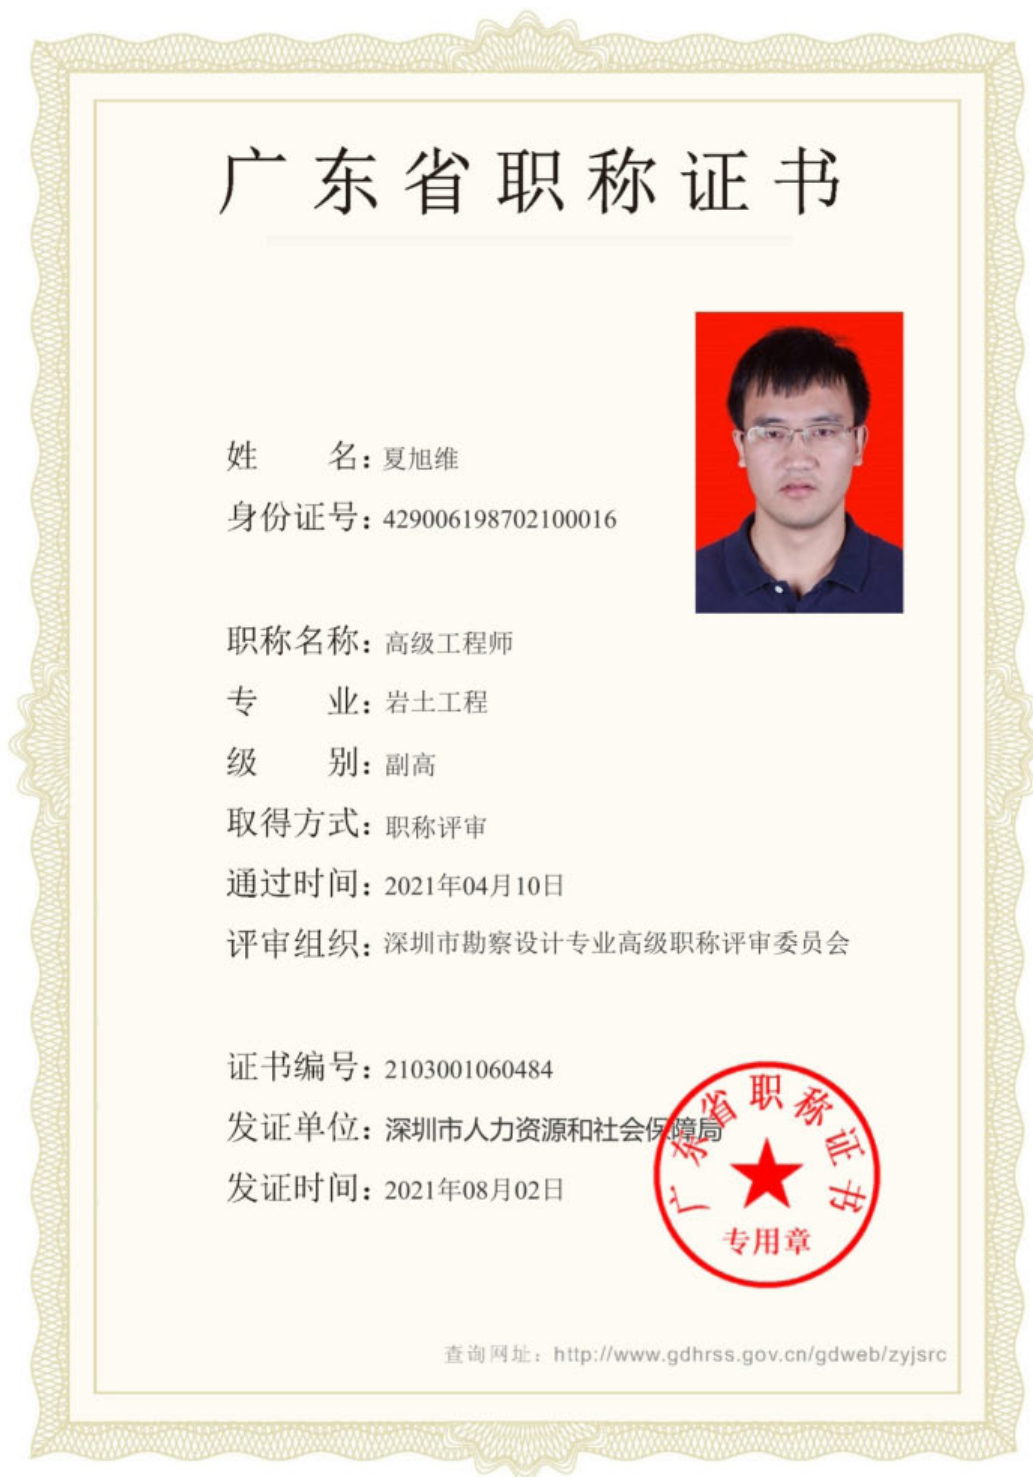 广东省职称证书
姓名：夏旭维
身份证号：429006198702100016
职称名称：高级工程师
专业：岩土工程
级别：副高
取得方式：职称评审
通过时间：2021年04月10日
评审组织：深圳市勘察设计专业高级职称评审委员会
证书编号：2103001060484
发证单位：深圳市人力资源和社会保障局
发证时间：2021年08月02日
广东省职称证书
专用章
查询网址：http://www.gdhrss.gov.cn/gdweb/zyjsrc